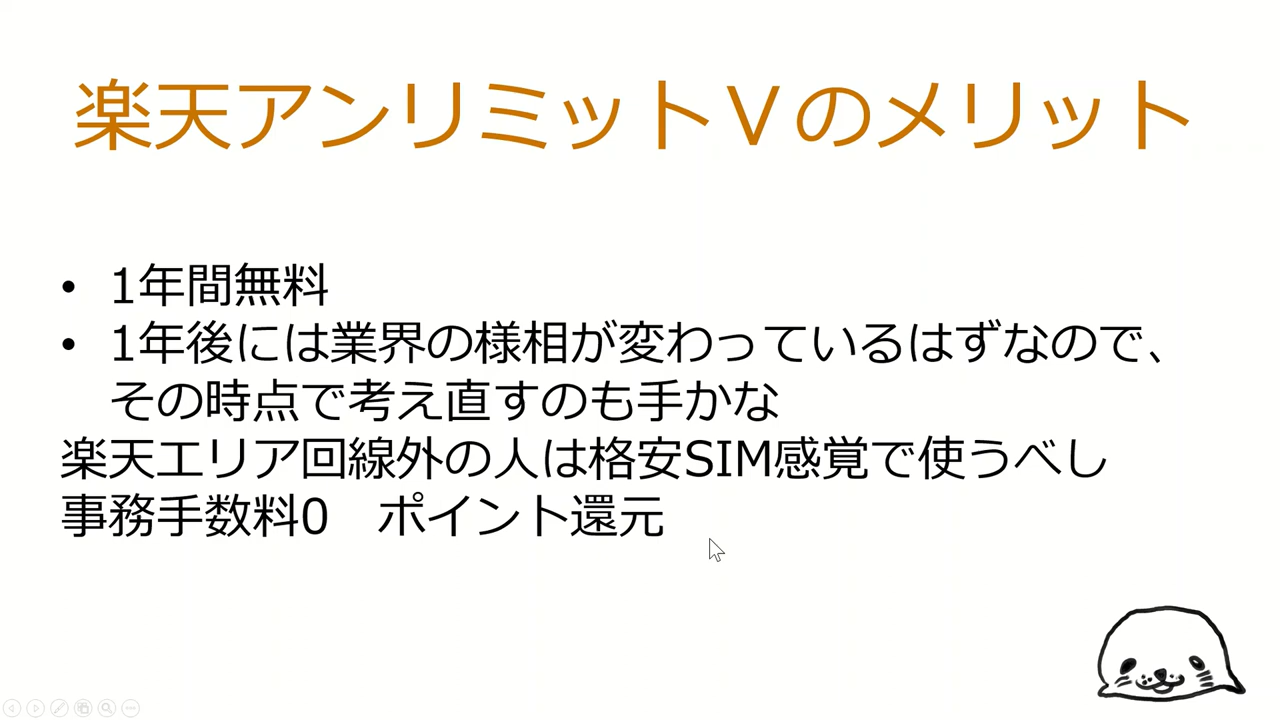 楽天アンリミットVのメリット
• 1年間無料
• 1年後には業界の様相が変わっているはずなので、
その時点で考え直すのも手かな
楽天エリア回線外の人は格安SIM感覚で使うべし
事務手数料0　ポイント還元